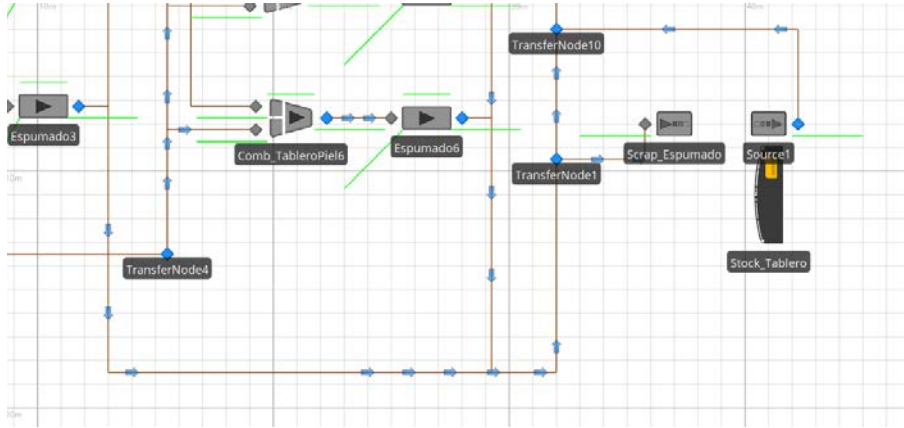 TransferNode10
Espumado3
Comb_TableroPiel6
Espumado6
Scrap_Espumado
Source1
TransferNode1
TransferNode4
Stock_Tablero